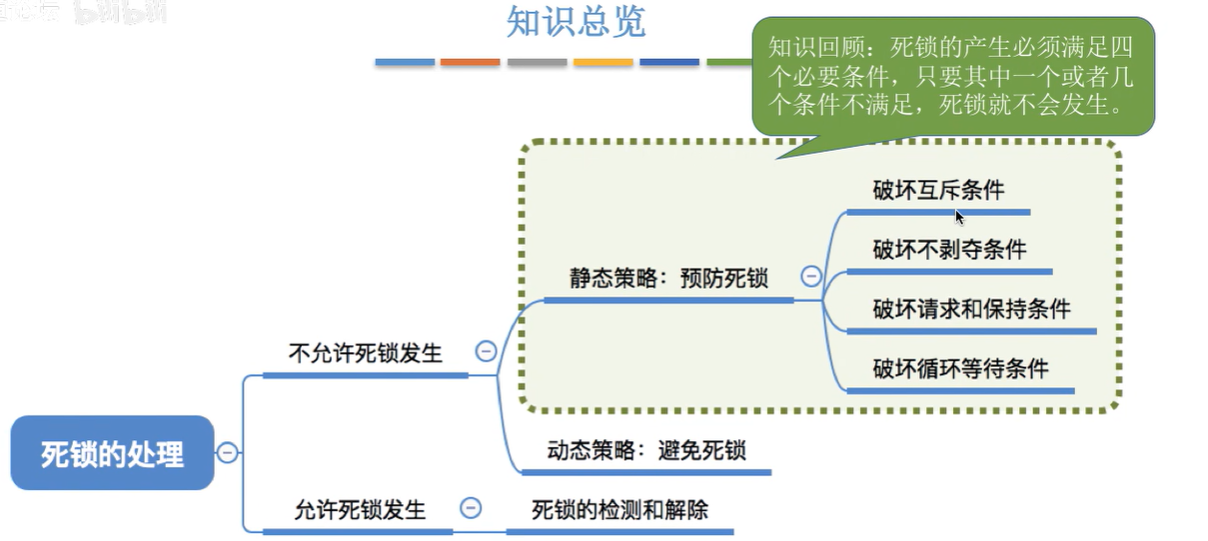 bilibili
知识总览
知识回顾：死锁的产生必须满足四
个必要条件，只要其中一个或者几
个条件不满足，死锁就不会发生。
破坏互斥条件
破坏不剥夺条件
静态策略：预防死锁
破坏请求和保持条件
不允许死锁发生
破坏循环等待条件
死锁的处理
动态策略：避免死锁
允许死锁发生
死锁的检测和解除